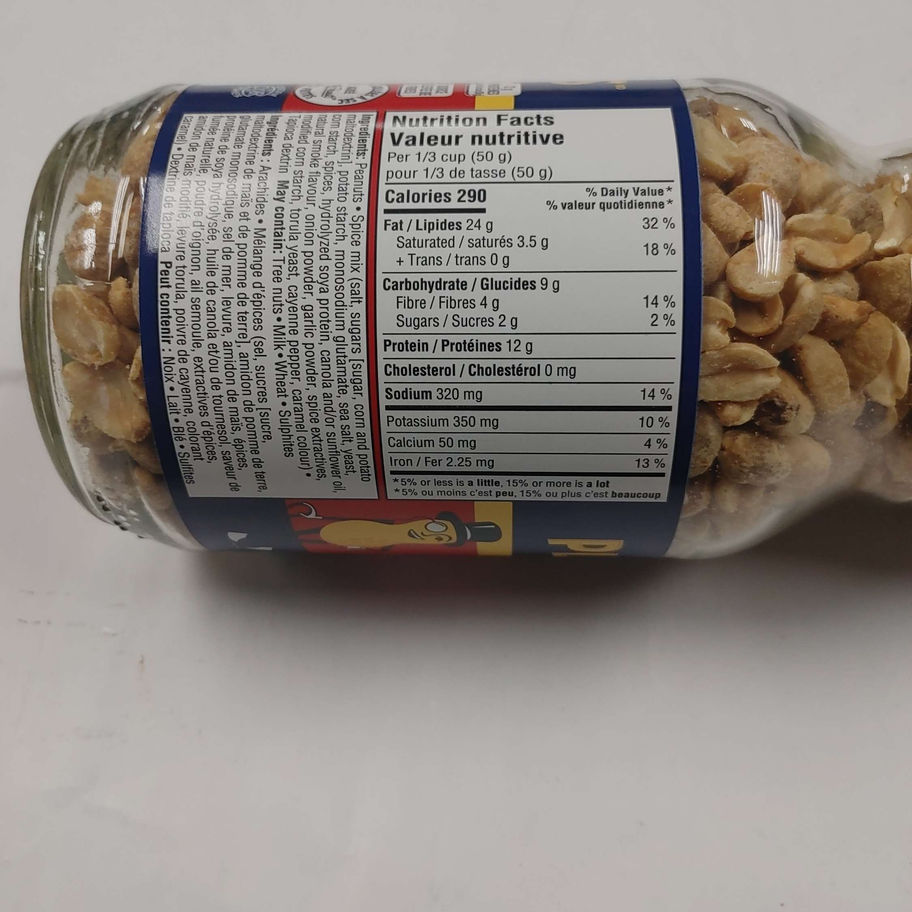 Nutrition Facts
Valeur nutritive
Per 1/3 cup (50 g)
pour 1/3 de tasse (50 g)
Calories 290
% Daily Value*
% valeur quotidienne*
Fat / Lipides 24 g 32 %
Saturated / saturés 3.5 g
+ Trans / trans 0 g
18 %
Carbohydrate / Glucides 9 g
Fibre / Fibres 4 g 14 %
Sugars / Sucres 2 g 2 %
Protein / Protéines 12 g
Cholesterol / Cholestérol 0 mg
Sodium 320 mg 14 %
Potassium 350 mg 10 %
Calcium 50 mg 4 %
Iron / Fer 2.25 mg 13 %
*5% or less is a little, 15% or more is a lot
*5% ou moins c'est peu, 15% ou plus c'est beaucoup
Ingredients: Peanuts • Spice mix (salt, sugars [sugar, corn and potato
maltodextrin], potato starch, monosodium glutamate, sea salt, yeast,
corn starch, spices, hydrolyzed soya protein, canola and/or sunflower oil,
natural smoke flavour, onion powder, garlic powder, spice extractives,
modified corn starch, torula yeast, cayenne pepper, caramel colour) •
Tapioca dextrin May contain: Tree nuts • Milk • Wheat • Sulphites
Ingrédients : Arachides • Mélange d'épices (sel, sucres [sucre,
maltodextrine de maïs et de pomme de terre], amidon de pomme de terre,
glutamate monosodique, sel de mer, levure, amidon de maïs, épices,
protéine de soya hydrolysée, huile de canola et/ou de tournesol, saveur de
fumée naturelle, poudre d'oignon, ail semoule, extractives d'épices,
amidon de maïs modifié, levure torula, poivre de cayenne, colorant
caramel) • Dextrine de tapioca Peut contenir : Noix • Lait • Blé • Sulfites